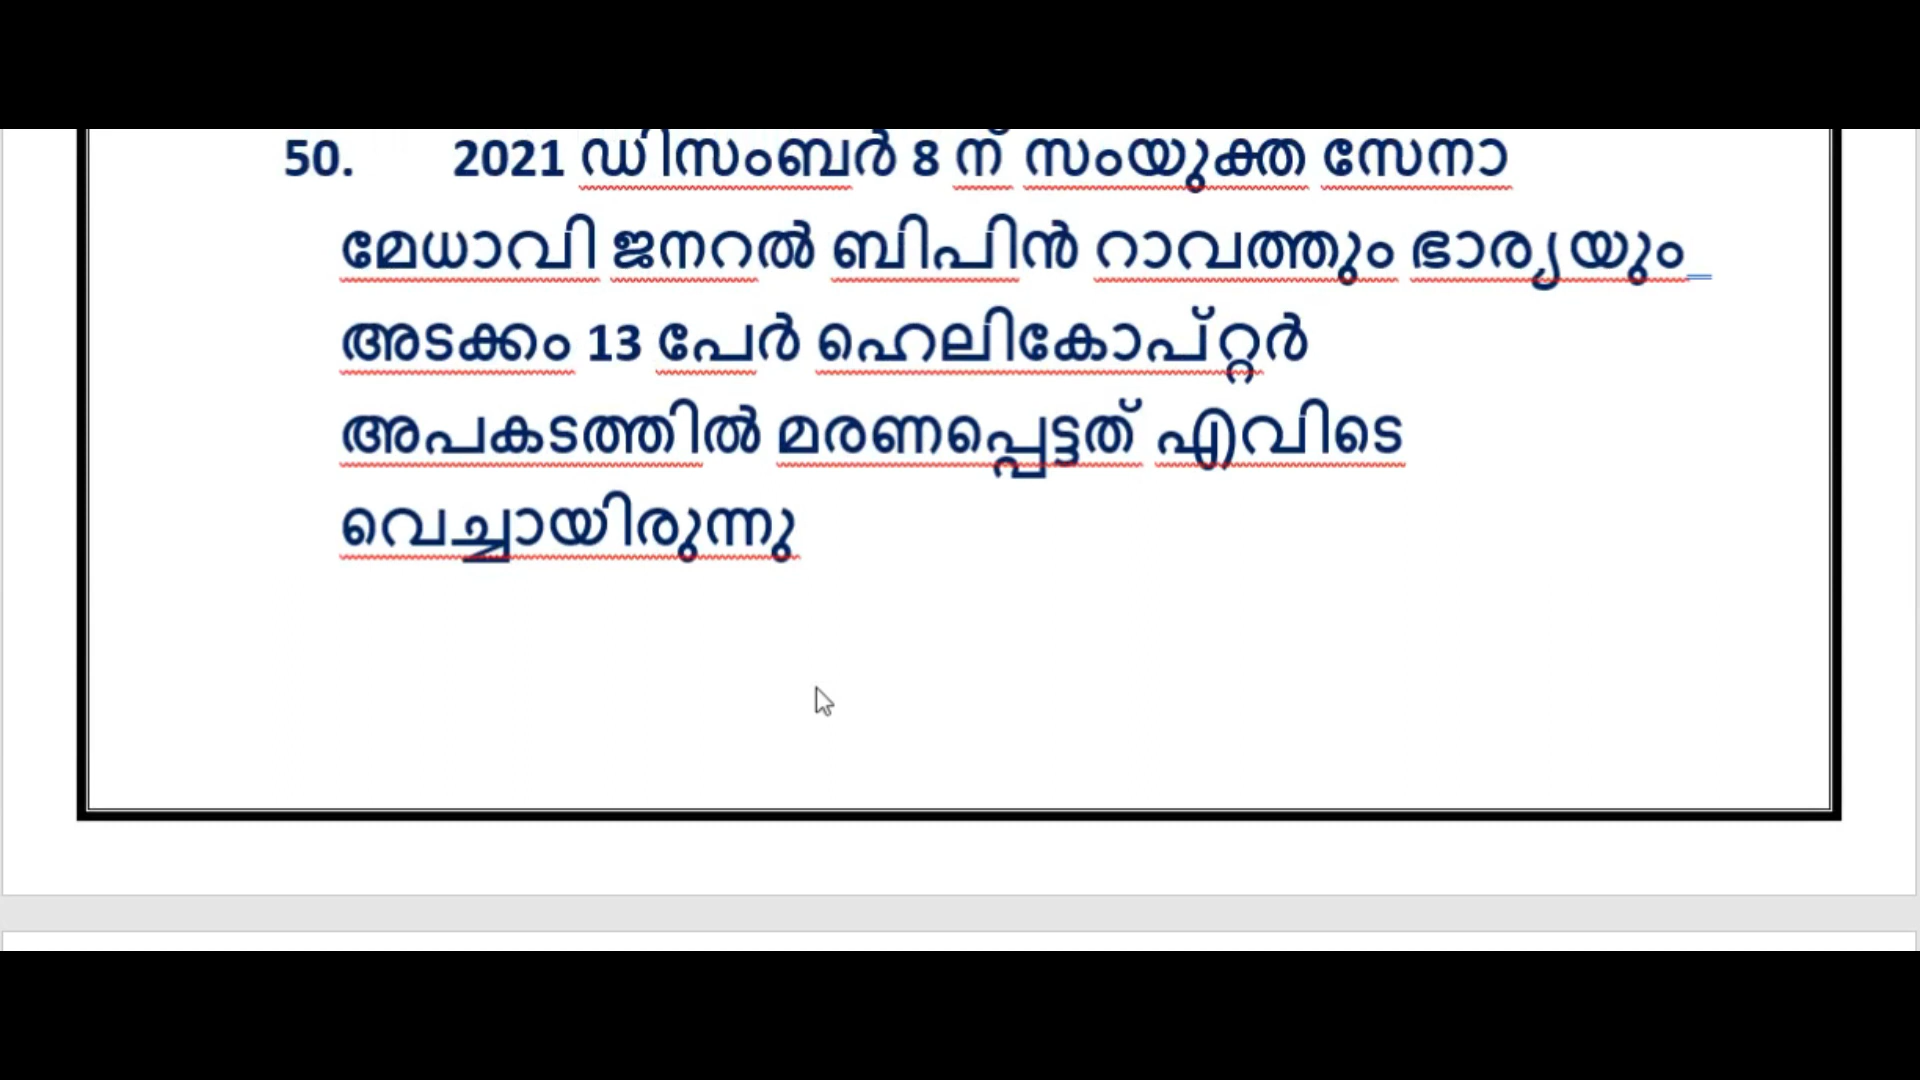 50. 2021 ഡിസംബർ 8 ന് സംയുക്ത സേനാ
മേധാവി ജനറൽ ബിപിൻ റാവത്തും ഭാര്യയും
അടക്കം 13 പേർ ഹെലികോപ്റ്റർ
അപകടത്തിൽ മരണപ്പെട്ടത് എവിടെ
വെച്ചായിരുന്നു